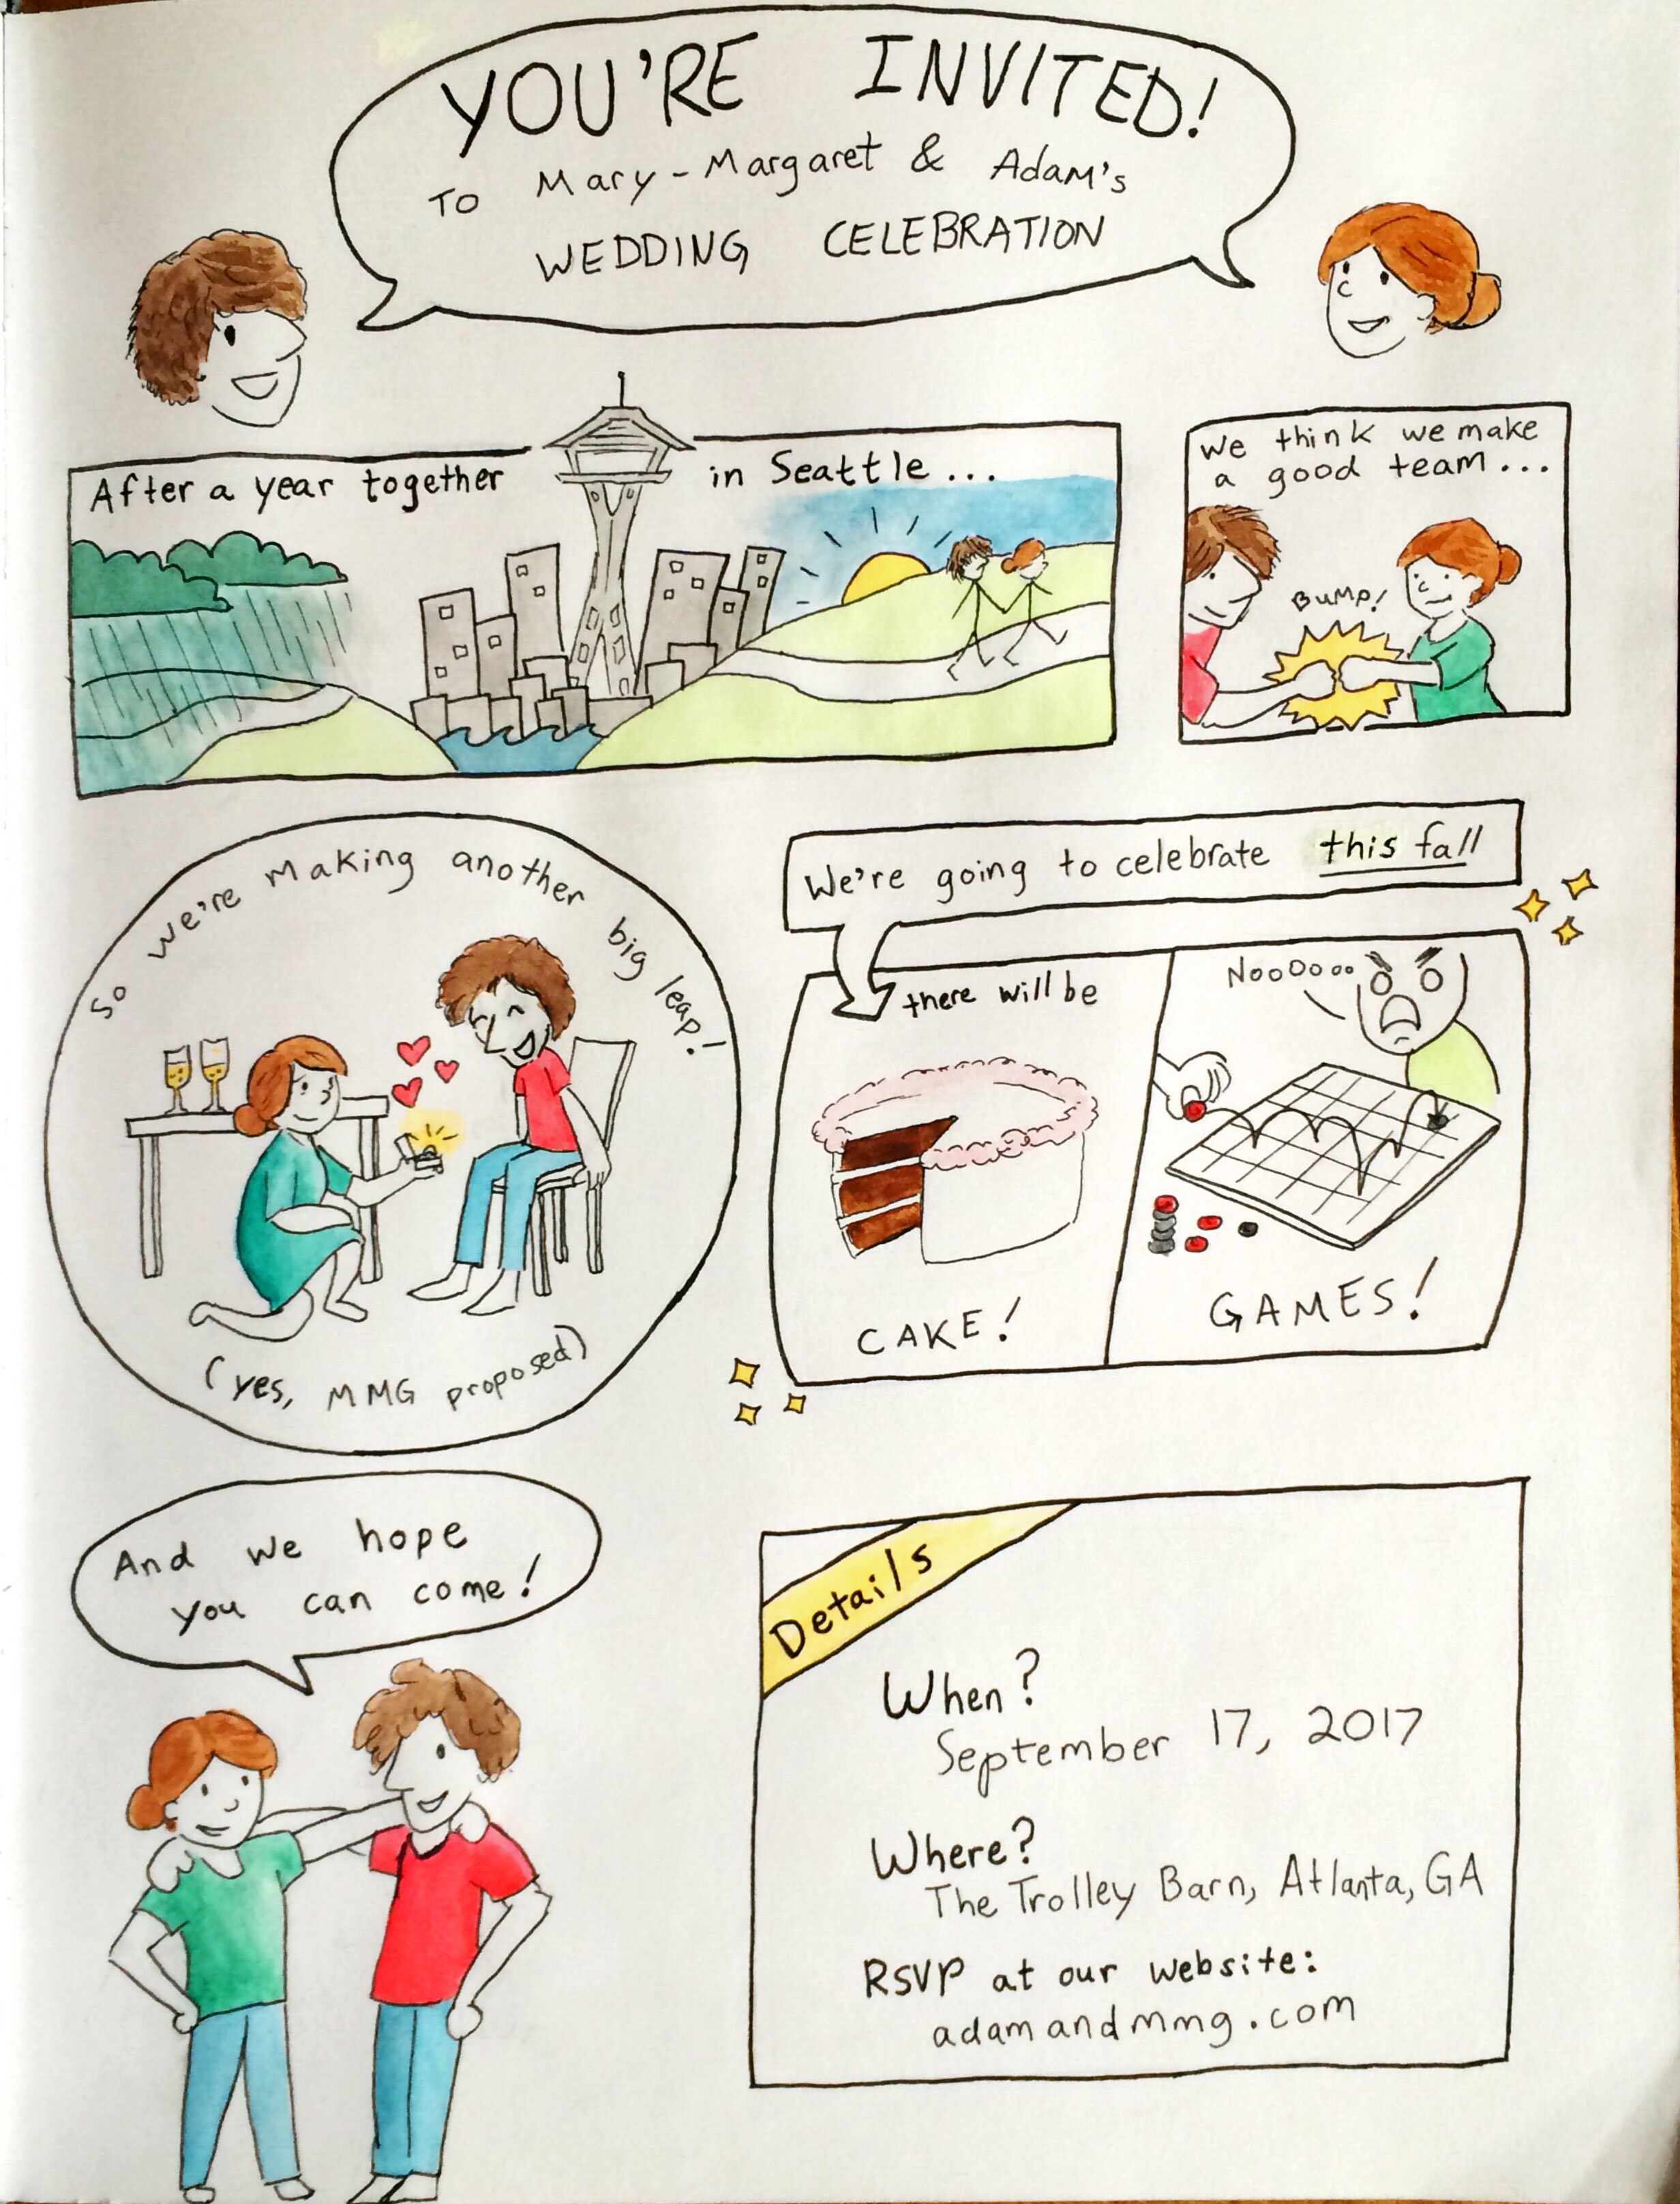 YOU'RE INVITED!
TO Mary-Margaret & Adam's
WEDDING CELEBRATION
After a year together in Seattle...
We think we make
a good team...
BUMP!
So we're making another big leap!
(yes, MMG proposed)
We're going to celebrate this fall
there will be
CAKE!
NooOooo
GAMES!
And we hope
you can come!
Details
When?
September 17, 2017
Where?
The Trolley Barn, Atlanta, GA
RSVP at our website:
adamandmmg.com